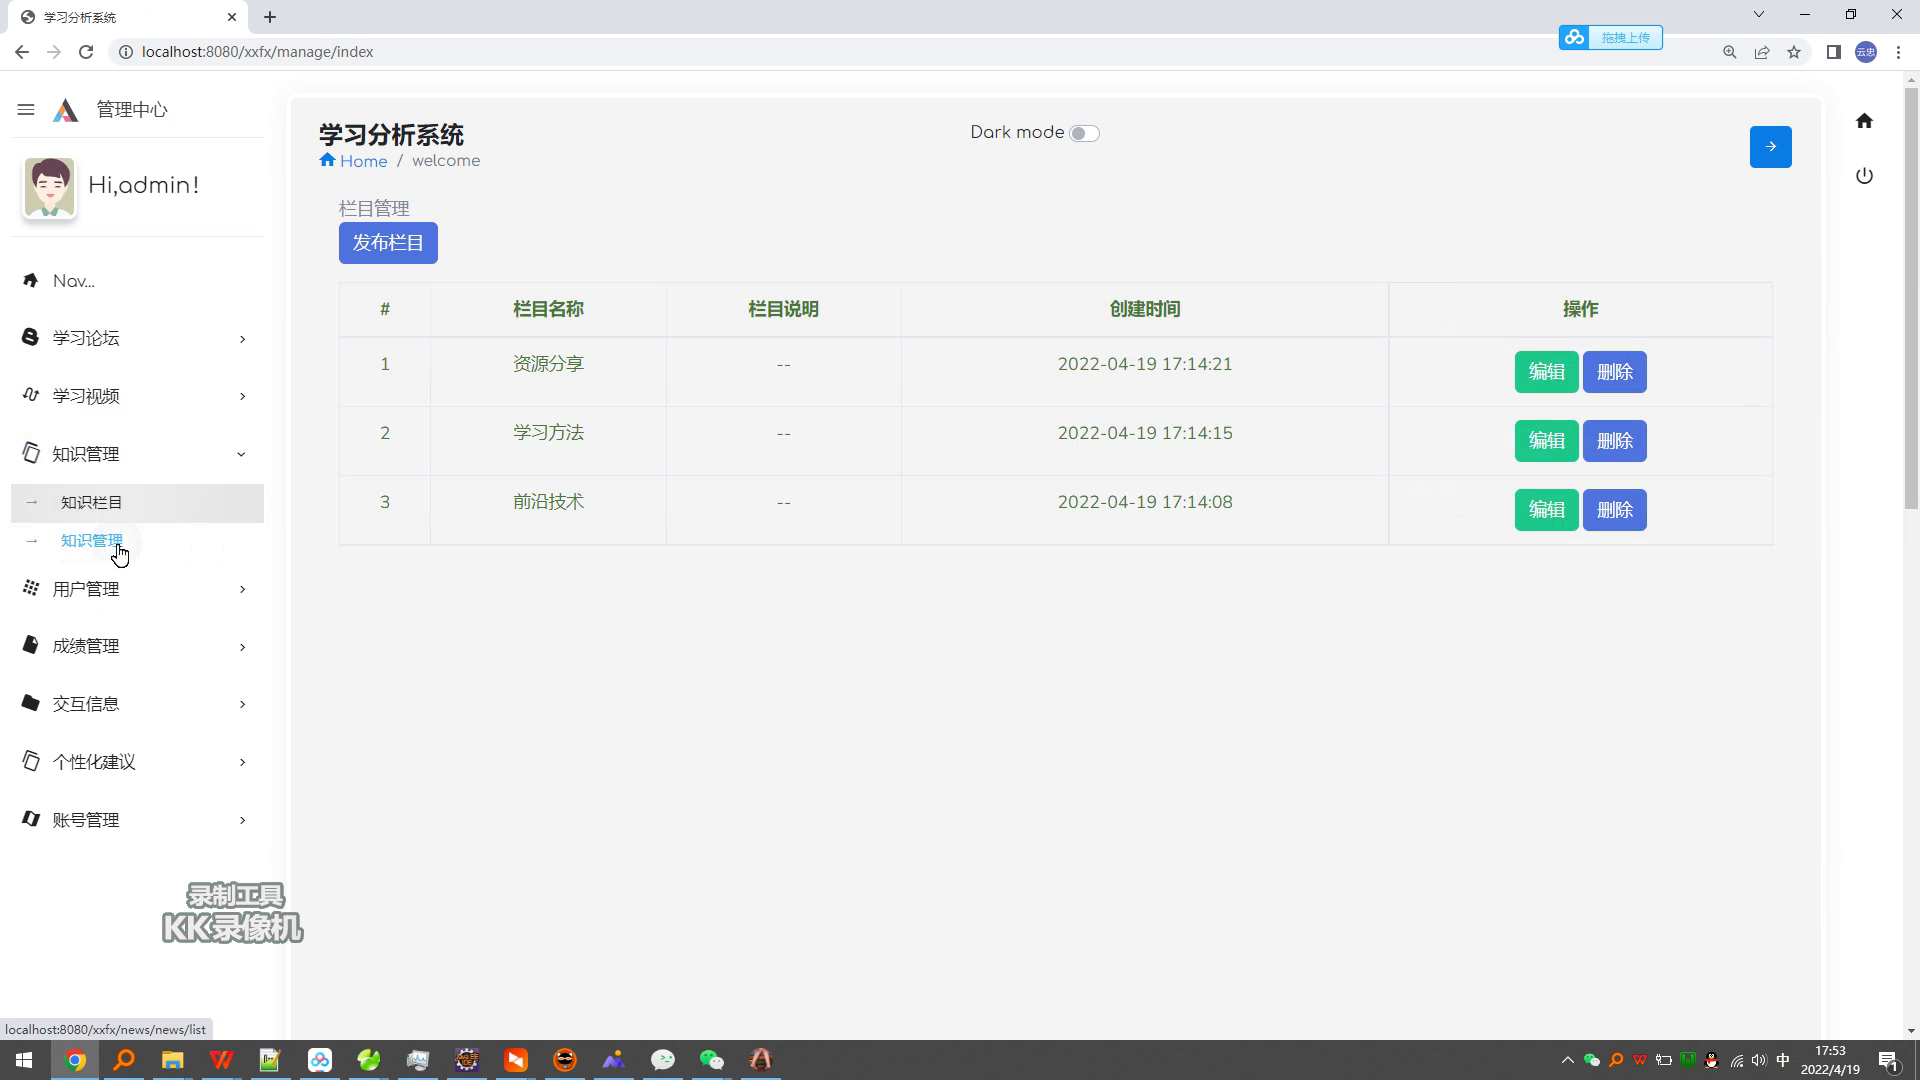 学习分析系统
localhost:8080/xxfx/manage/index
拖拽上传
云忠
管理中心
Hi,admin!
Nav...
学习论坛
学习视频
知识管理
知识栏目
知识管理
用户管理
成绩管理
交互信息
个性化建议
账号管理
学习分析系统
Home / welcome
Dark mode
栏目管理
发布栏目
# 栏目名称 栏目说明 创建时间 操作
1 资源分享 -- 2022-04-19 17:14:21 编辑 删除
2 学习方法 -- 2022-04-19 17:14:15 编辑 删除
3 前沿技术 -- 2022-04-19 17:14:08 编辑 删除
录制工具
KK录像机
localhost:8080/xxfx/news/news/list
中
17:53
2022/4/19
1